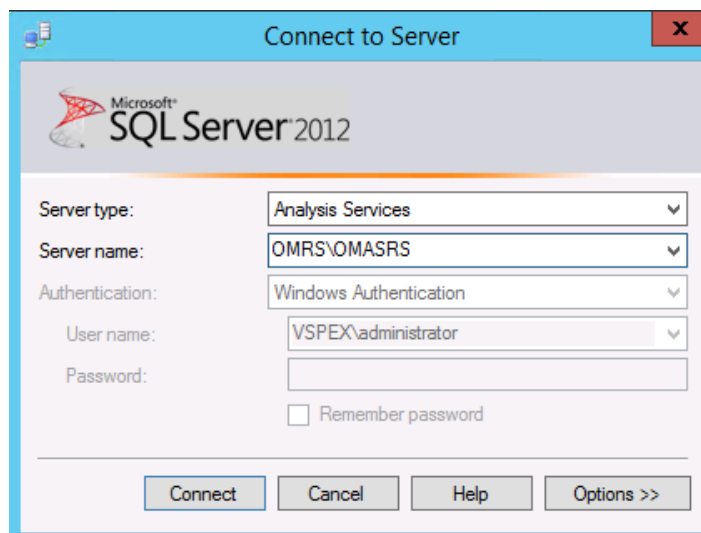 Connect to Server
x
Microsoft®
SQL Server® 2012
Server type: Analysis Services
Server name: OMRS\OMASRS
Authentication: Windows Authentication
User name: VSPEX\administrator
Password:
Remember password
Connect Cancel Help Options >>